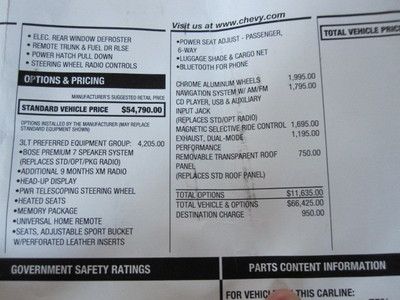 • ELEC. REAR WINDOW DEFROSTER
• REMOTE TRUNK & FUEL DR RLSE
• POWER HATCH PULL DOWN
• STEERING WHEEL RADIO CONTROLS
OPTIONS & PRICING
MANUFACTURER'S SUGGESTED RETAIL PRICE
STANDARD VEHICLE PRICE $54,790.00
OPTIONS INSTALLED BY THE MANUFACTURER (MAY REPLACE
STANDARD EQUIPMENT SHOWN)
3LT PREFERRED EQUIPMENT GROUP: 4,205.00
• BOSE PREMIUM 7 SPEAKER SYSTEM
(REPLACES STD/OPT/PKG RADIO)
• ADDITIONAL 9 MONTHS XM RADIO
• HEAD-UP DISPLAY
• PWR TELESCOPING STEERING WHEEL
• HEATED SEATS
• MEMORY PACKAGE
• UNIVERSAL HOME REMOTE
• SEATS, ADJUSTABLE SPORT BUCKET
W/PERFORATED LEATHER INSERTS
GOVERNMENT SAFETY RATINGS
Visit us at www.chevy.com
• POWER SEAT ADJUST - PASSENGER,
6-WAY
• LUGGAGE SHADE & CARGO NET
• BLUETOOTH FOR PHONE
CHROME ALUMINUM WHEELS 1,995.00
NAVIGATION SYSTEM W/ AM/FM 1,795.00
CD PLAYER, USB & AUXILIARY
INPUT JACK
(REPLACES STD/OPT RADIO)
MAGNETIC SELECTIVE RIDE CONTROL 1,695.00
EXHAUST, DUAL-MODE 1,195.00
PERFORMANCE
REMOVABLE TRANSPARENT ROOF 750.00
PANEL
(REPLACES STD ROOF PANEL)
TOTAL OPTIONS $11,635.00
TOTAL VEHICLE & OPTIONS $66,425.00
DESTINATION CHARGE 950.00
TOTAL VEHICLE PRIC
PARTS CONTENT INFORMATION
FOR VEHICLES IN THIS CARLINE: